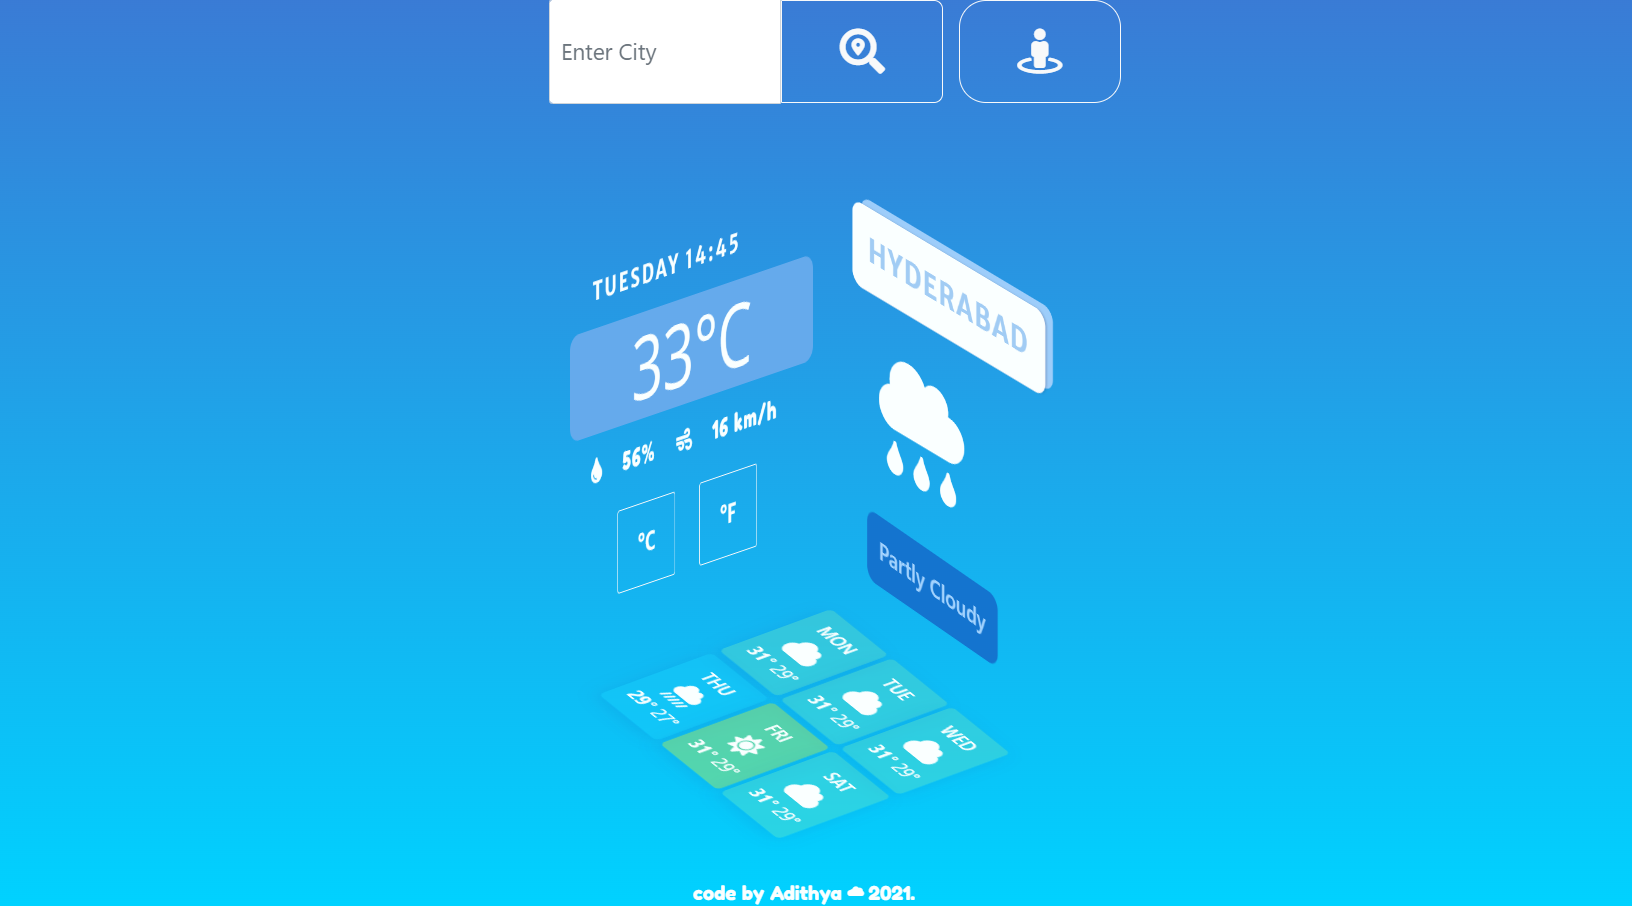 Enter City
TUESDAY 14:45
33°C
56% 16 km/h
°C °F
HYDERABAD
Partly Cloudy
MON
31° 29°
TUE
31° 29°
WED
31° 29°
THU
29° 27°
FRI
31° 29°
SAT
31° 29°
code by Adithya 2021.